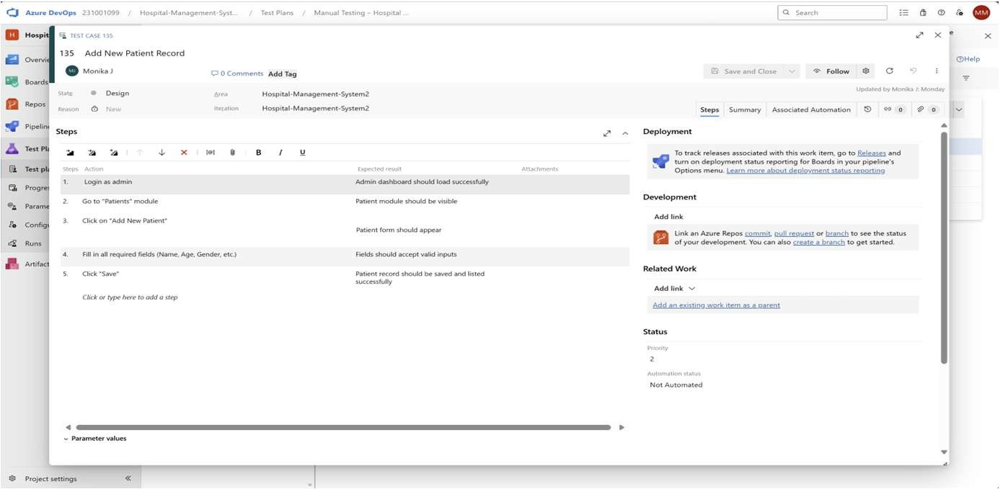 Azure DevOps 231001099 / Hospital-Management-Syst... / Test Plans / Manual Testing – Hospital ... Search MM
H Hospit
TEST CASE 135
135 Add New Patient Record
MI Monika J 0 Comments Add Tag Save and Close Follow
Help
Updated by Monika J: Monday
State Design Area Hospital-Management-System2
Reason New Iteration Hospital-Management-System2
Steps Summary Associated Automation 0 0
Overvie
Boards
Repos
Pipelin
Test Pla
Test pla
Progres
Parame
Configu
Runs
Artifact
Project settings
Steps
B I U
Steps Action Expected result Attachments
1. Login as admin Admin dashboard should load successfully
2. Go to "Patients" module Patient module should be visible
3. Click on "Add New Patient"
Patient form should appear
4. Fill in all required fields (Name, Age, Gender, etc.) Fields should accept valid inputs
5. Click "Save" Patient record should be saved and listed
successfully
Click or type here to add a step
Parameter values
Deployment
To track releases associated with this work item, go to Releases and
turn on deployment status reporting for Boards in your pipeline's
Options menu. Learn more about deployment status reporting
Development
Add link
Link an Azure Repos commit, pull request or branch to see the status
of your development. You can also create a branch to get started.
Related Work
Add link
Add an existing work item as a parent
Status
Priority
2
Automation status
Not Automated